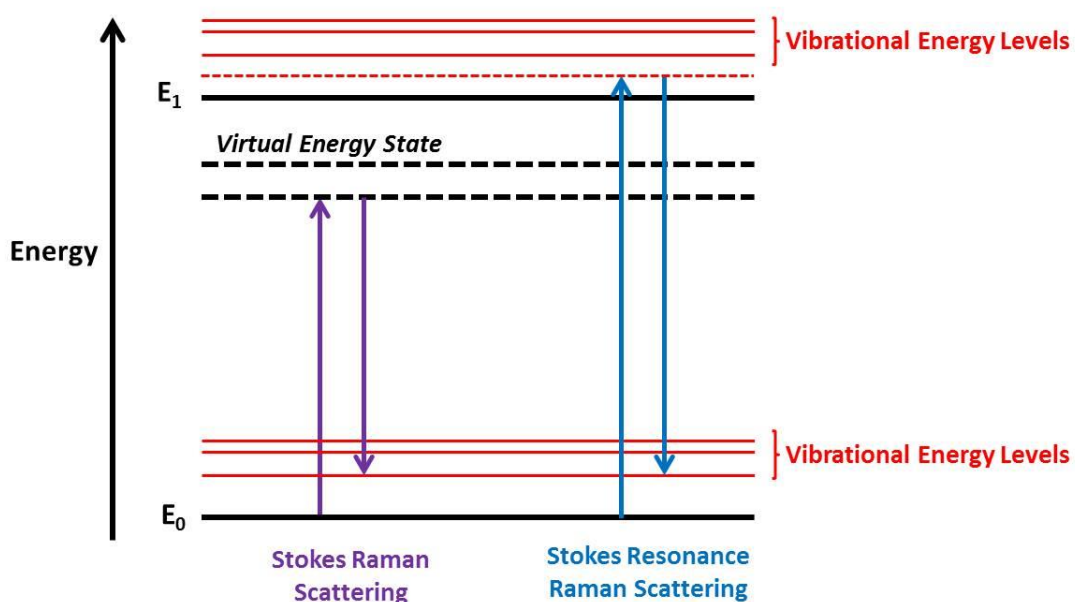 Vibrational Energy Levels
E₁
Virtual Energy State
Energy
Vibrational Energy Levels
E₀
Stokes Raman
Scattering
Stokes Resonance
Raman Scattering